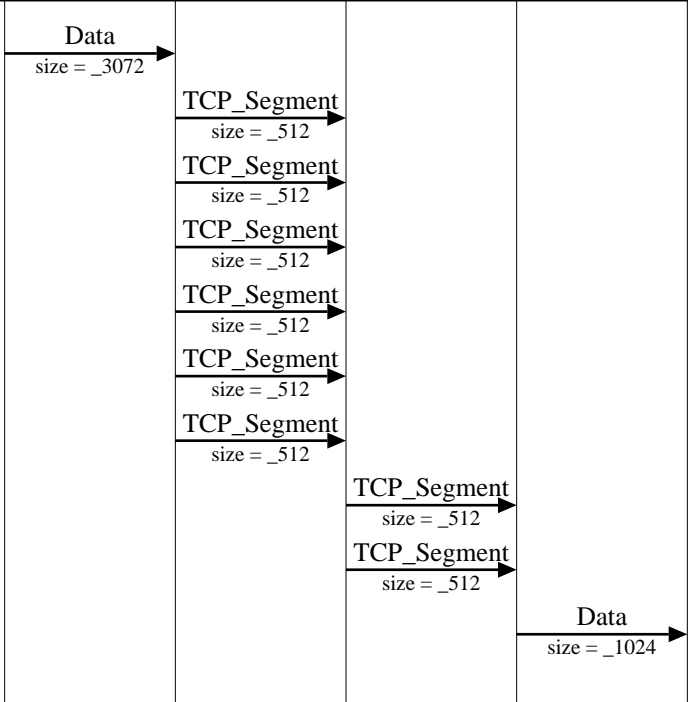 Data
size = _3072
TCP_Segment
size = _512
TCP_Segment
size = _512
TCP_Segment
size = _512
TCP_Segment
size = _512
TCP_Segment
size = _512
TCP_Segment
size = _512
TCP_Segment
size = _512
TCP_Segment
size = _512
Data
size = _1024